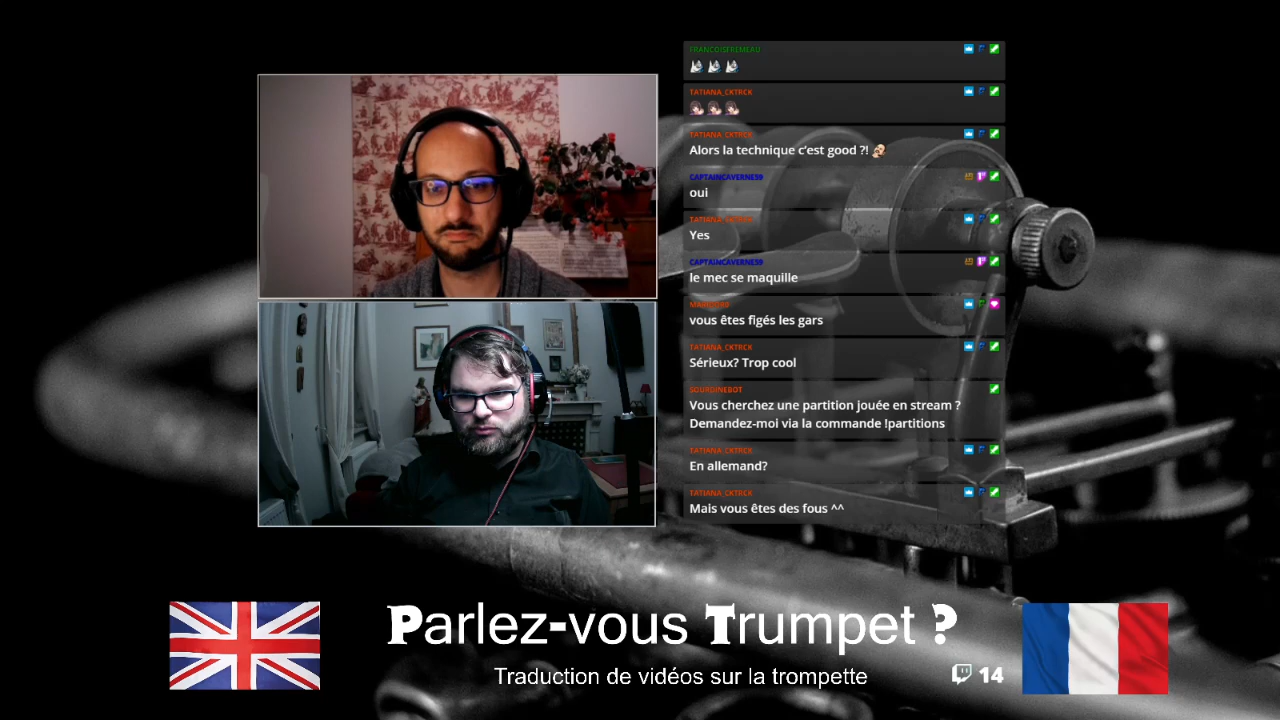 FRANCOISFREMEAU
TATIANA_CKTRCK
TATIANA_CKTRCK
Alors la technique c'est good ?!
CAPTAINCAVERNE59
oui
TATIANA_CKTRCK
Yes
CAPTAINCAVERNE59
le mec se maquille
vous êtes figés les gars
TATIANA_CKTRCK
Sérieux? Trop cool
SOURDINEBOT
Vous cherchez une partition jouée en stream ?
Demandez-moi via la commande !partitions
TATIANA_CKTRCK
En allemand?
TATIANA_CKTRCK
Mais vous êtes des fous ^^
Parlez-vous Trumpet ?
Traduction de vidéos sur la trompette
14